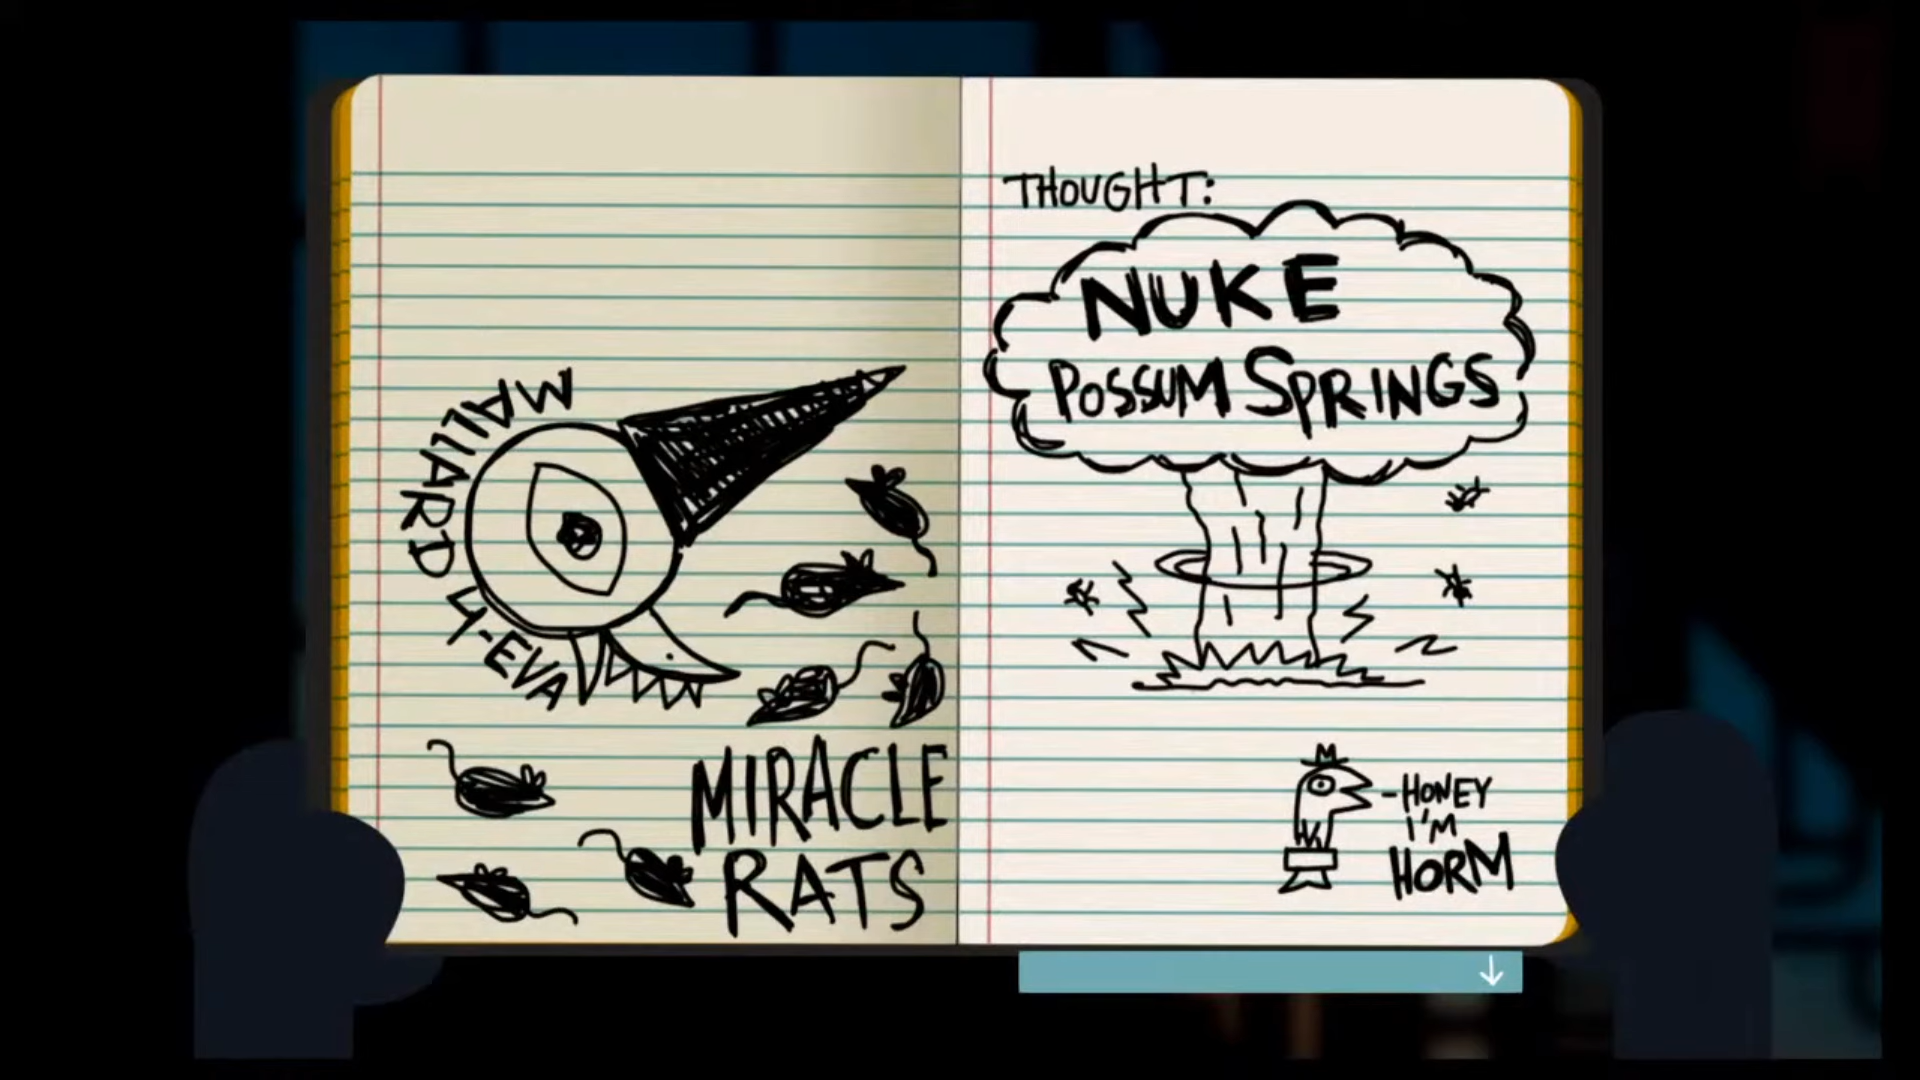 MALLARD 4-EVA
MIRACLE
RATS
THOUGHT:
NUKE
POSSUM SPRINGS
-HONEY
I'M
HORM